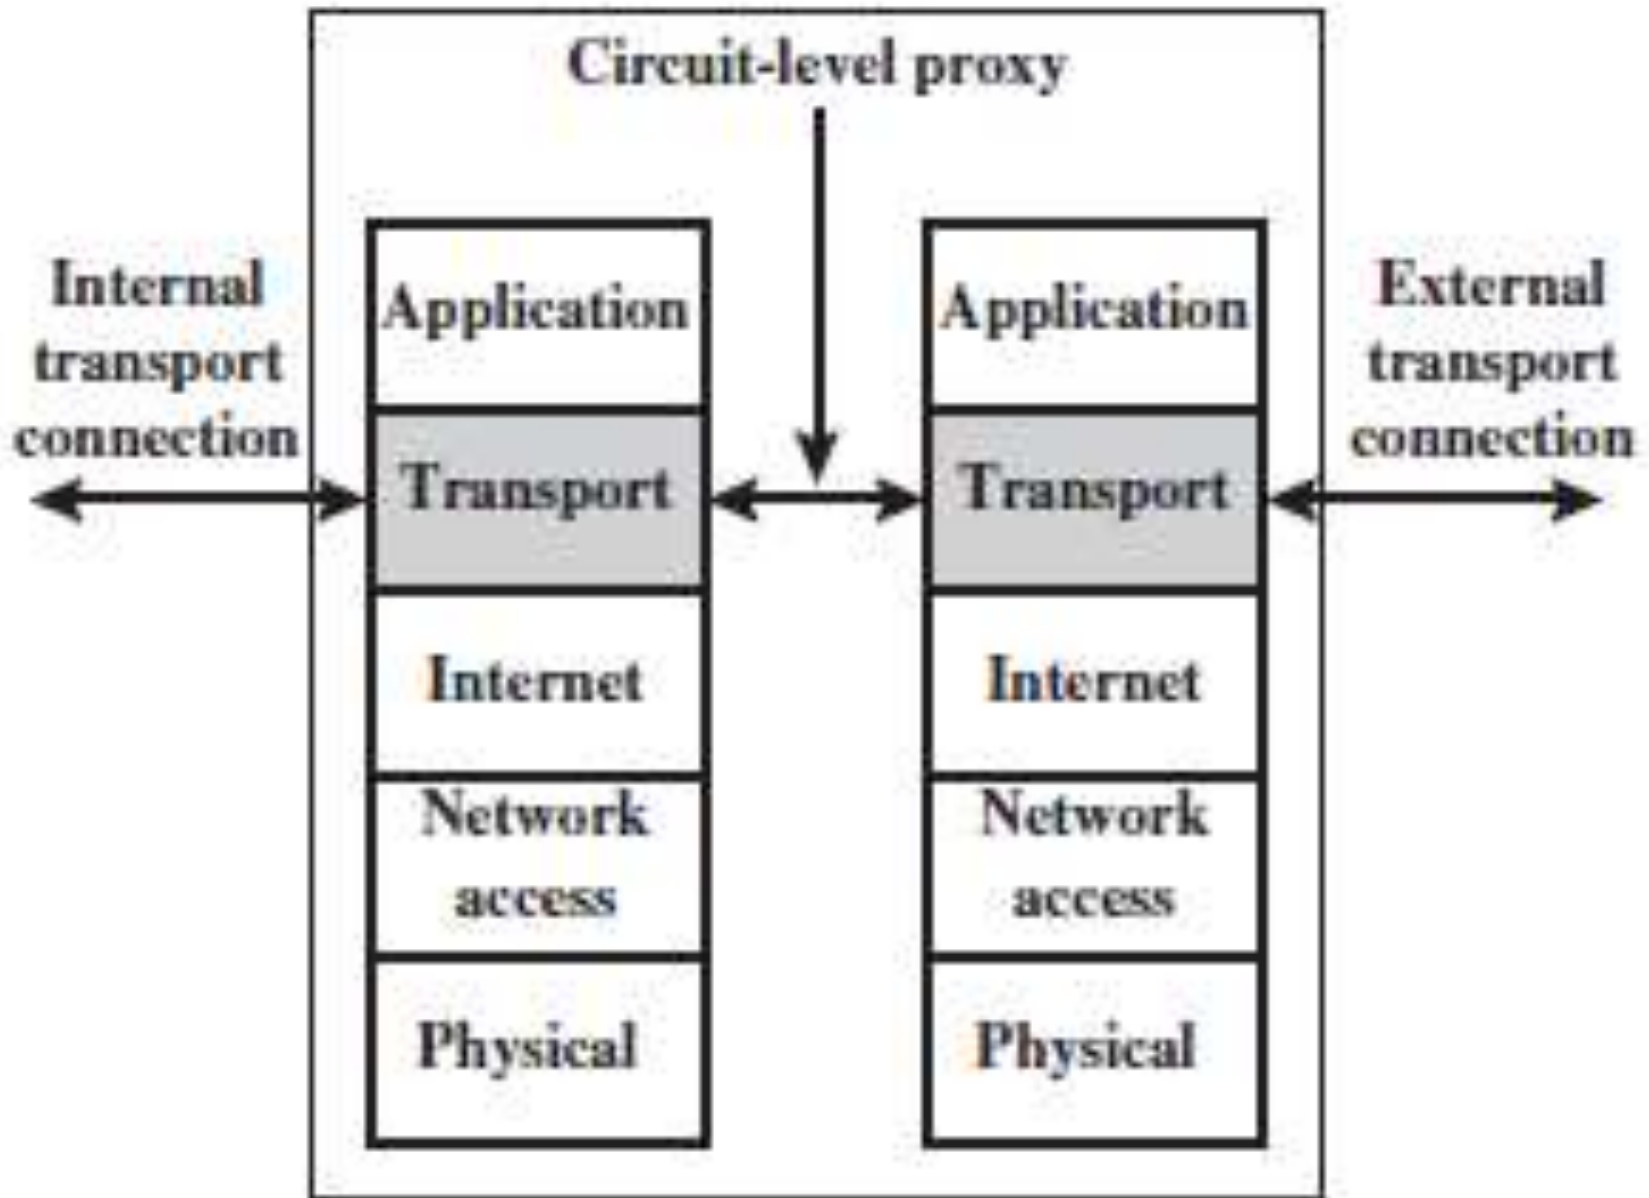 Circuit-level proxy
Internal
transport
connection
Application
Transport
Internet
Network
access
Physical
Application
Transport
Internet
Network
access
Physical
External
transport
connection